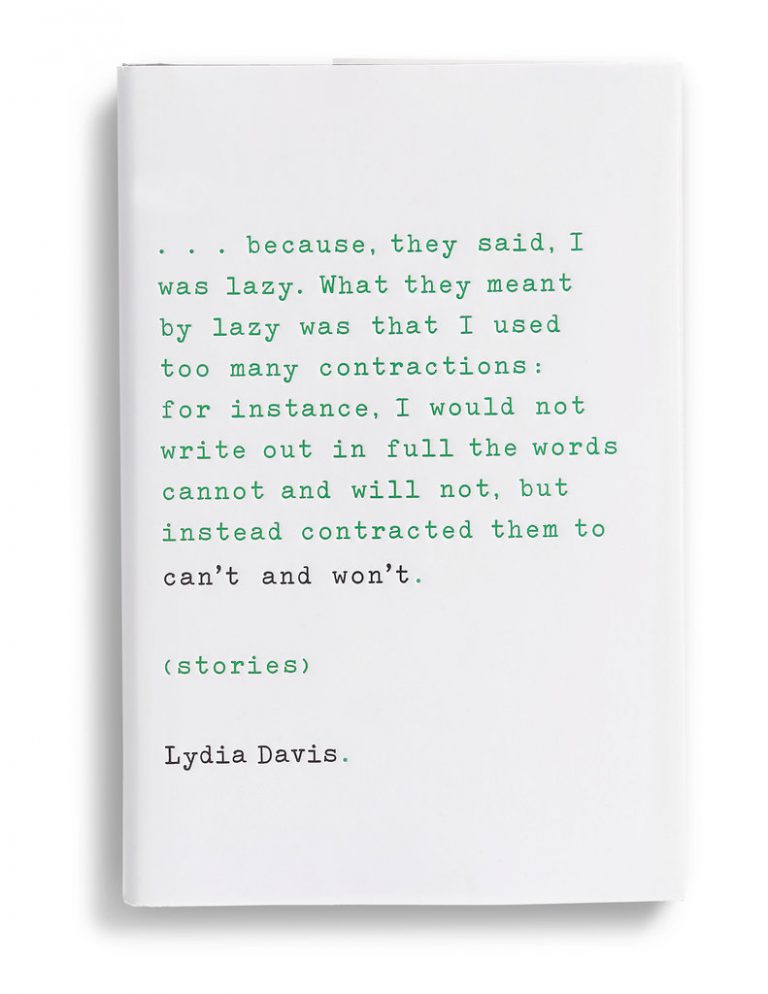 . . . because, they said, I
was lazy. What they meant
by lazy was that I used
too many contractions:
for instance, I would not
write out in full the words
cannot and will not, but
instead contracted them to
can’t and won’t.
(stories)
Lydia Davis.